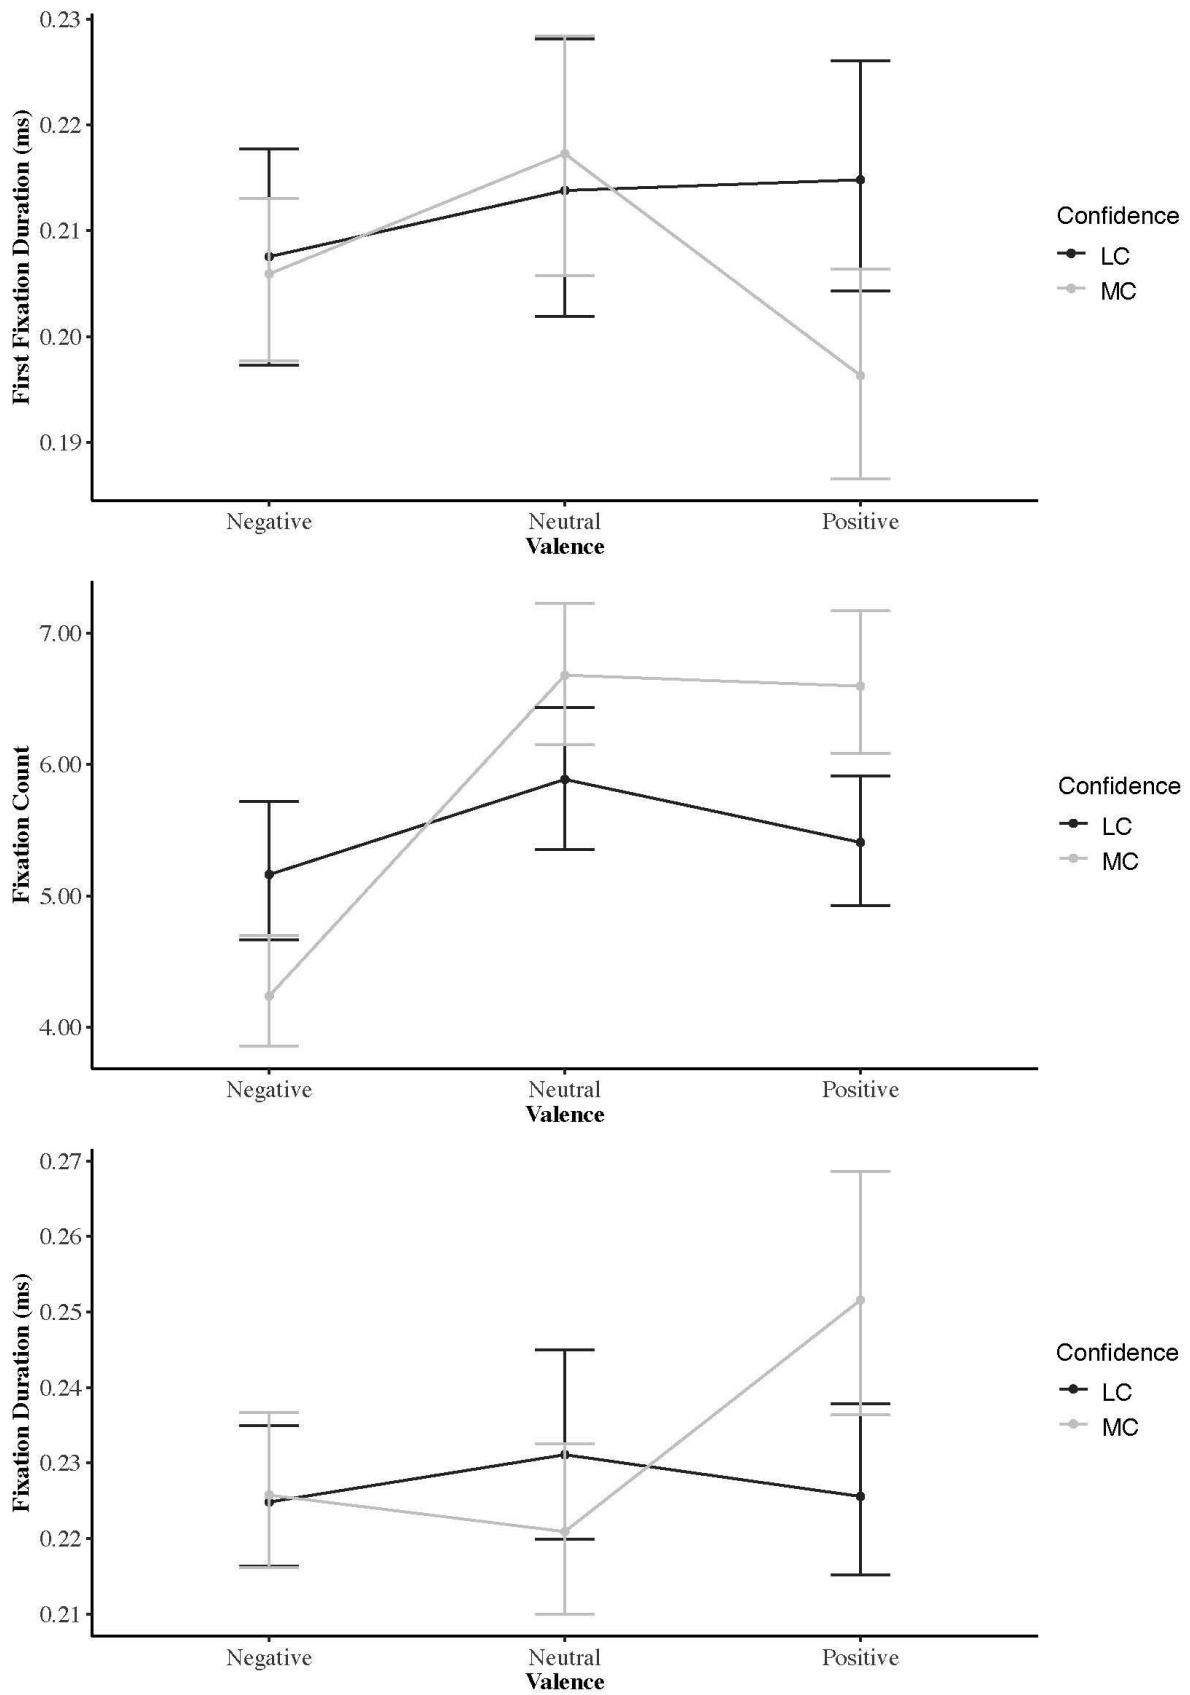 First Fixation Duration (ms)
0.23
0.22
0.21
0.20
0.19
Negative Neutral Positive
Valence
Confidence
LC
MC
Fixation Count
7.00
6.00
5.00
4.00
Negative Neutral Positive
Valence
Confidence
LC
MC
Fixation Duration (ms)
0.27
0.26
0.25
0.24
0.23
0.22
0.21
Negative Neutral Positive
Valence
Confidence
LC
MC